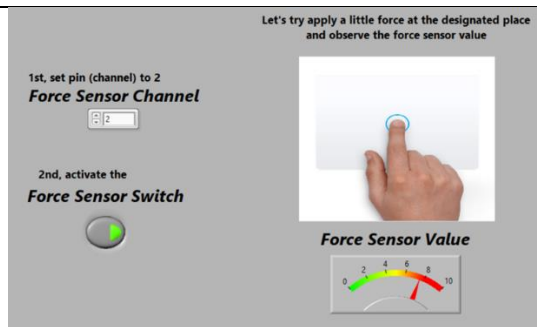 Let's try apply a little force at the designated place
and observe the force sensor value
1st, set pin (channel) to 2
Force Sensor Channel
2
2nd, activate the
Force Sensor Switch
Force Sensor Value
0 2 4 6 8 10